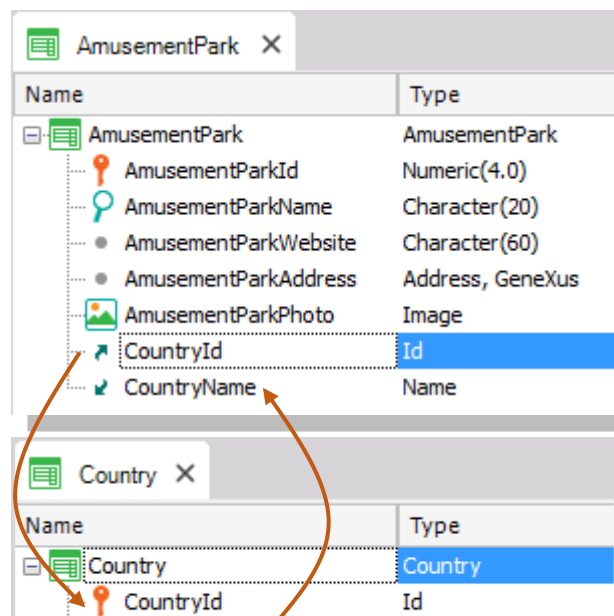 AmusementPark
Name Type
AmusementPark AmusementPark
AmusementParkId Numeric(4.0)
AmusementParkName Character(20)
AmusementParkWebsite Character(60)
AmusementParkAddress Address, GeneXus
AmusementParkPhoto Image
CountryId Id
CountryName Name
Country
Name Type
Country Country
CountryId Id